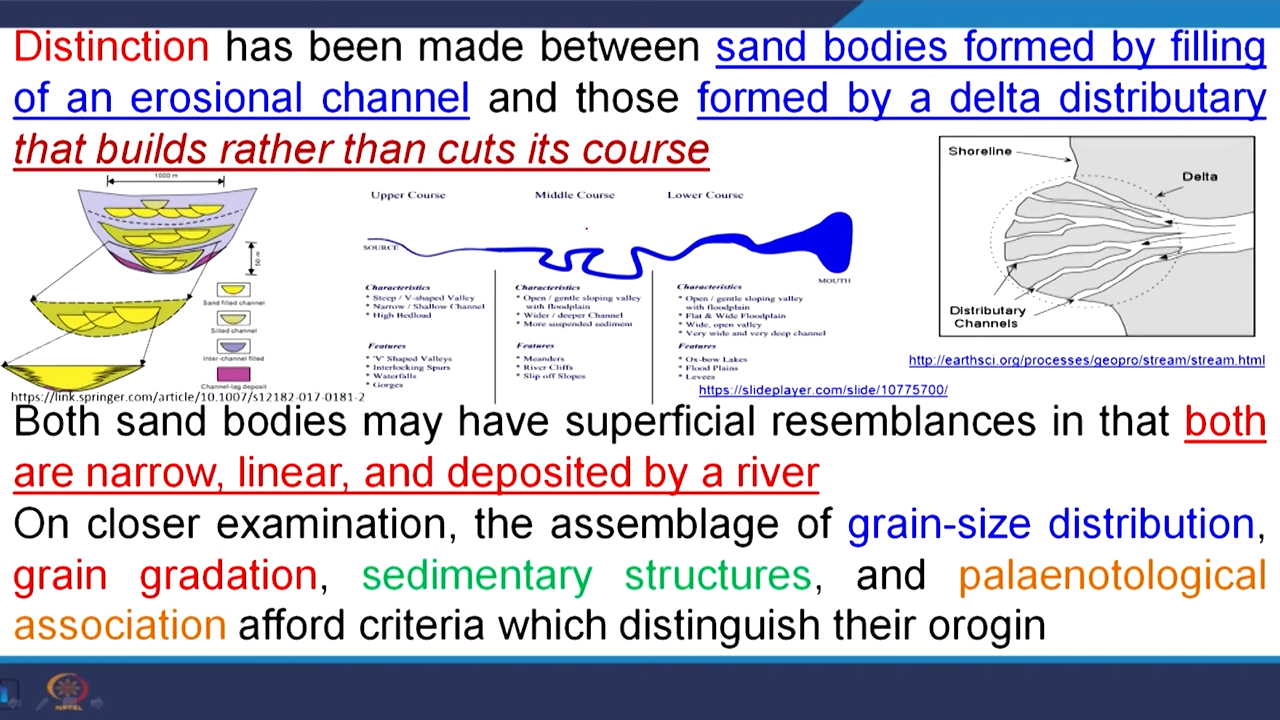 Distinction has been made between sand bodies formed by filling
of an erosional channel and those formed by a delta distributary
that builds rather than cuts its course
1000 m
50 m
Sand filled channel
Silted channel
Inter-channel filled
Channel-lag deposit
https://link.springer.com/article/10.1007/s12182-017-0181-2
Upper Course
Middle Course
Lower Course
SOURCE
MOUTH
Characteristics
* Steep / V-shaped Valley
* Narrow / Shallow Channel
* High Bedload
Features
* 'V' Shaped Valleys
* Interlocking Spurs
* Waterfalls
* Gorges
Characteristics
* Open / gentle sloping valley
with floodplain
* Wider / deeper Channel
* More suspended sediment
Features
* Meanders
* River Cliffs
* Slip off Slopes
Characteristics
* Open / gentle sloping valley
with floodplain
* Flat & Wide Floodplain
* Wide, open valley
* Very wide and very deep channel
Features
* Ox-bow Lakes
* Flood Plains
* Levees
https://slideplayer.com/slide/10775700/
Shoreline
Delta
Distributary
Channels
http://earthsci.org/processes/geopro/stream/stream.html
Both sand bodies may have superficial resemblances in that both
are narrow, linear, and deposited by a river
On closer examination, the assemblage of grain-size distribution,
grain gradation, sedimentary structures, and palaenotological
association afford criteria which distinguish their orogin
NPTEL